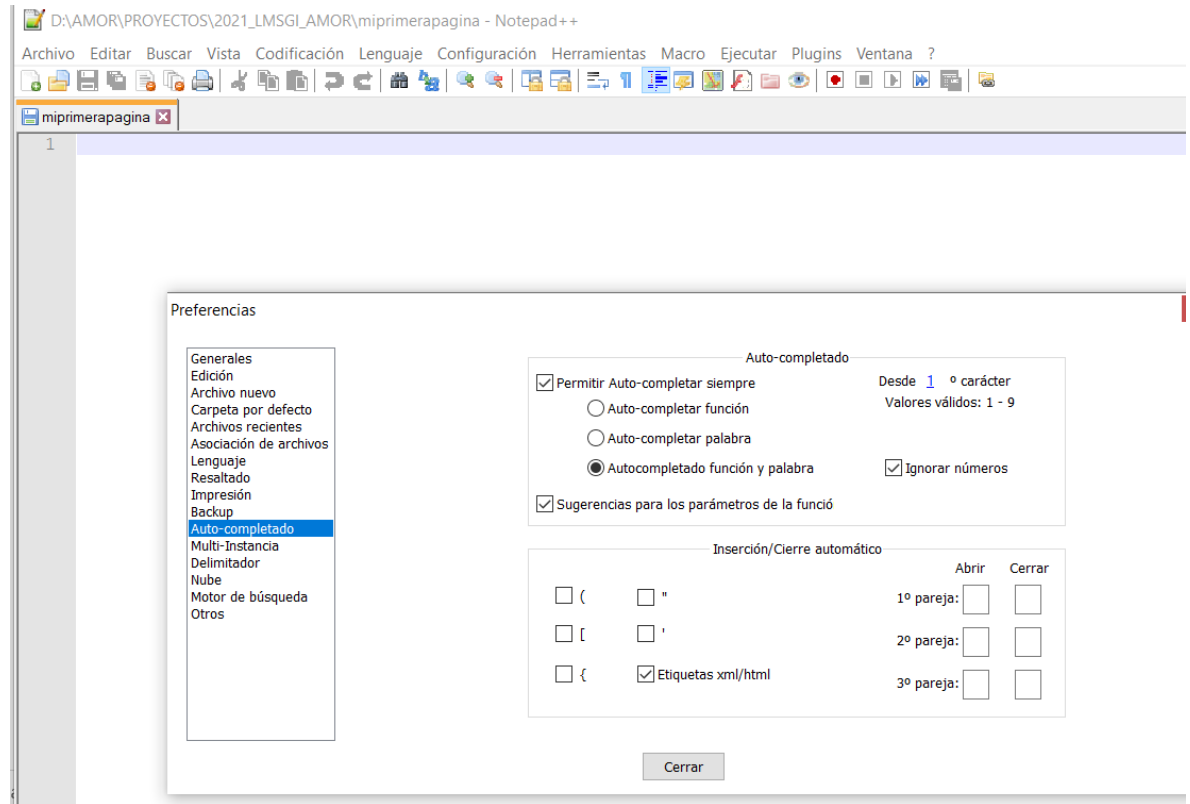 D:\AMOR\PROYECTOS\2021_LMSGI_AMOR\miprimerapagina - Notepad++
Archivo Editar Buscar Vista Codificación Lenguaje Configuración Herramientas Macro Ejecutar Plugins Ventana ?
miprimerapagina
1
Preferencias
Generales
Edición
Archivo nuevo
Carpeta por defecto
Archivos recientes
Asociación de archivos
Lenguaje
Resaltado
Impresión
Backup
Auto-completado
Multi-Instancia
Delimitador
Nube
Motor de búsqueda
Otros
Auto-completado
Permitir Auto-completar siempre
Desde 1 º carácter
Auto-completar función
Valores válidos: 1 - 9
Auto-completar palabra
Autocompletado función y palabra
Ignorar números
Sugerencias para los parámetros de la funció
Inserción/Cierre automático
Abrir Cerrar
( " 1º pareja:
[ ' 2º pareja:
{ Etiquetas xml/html 3º pareja:
Cerrar